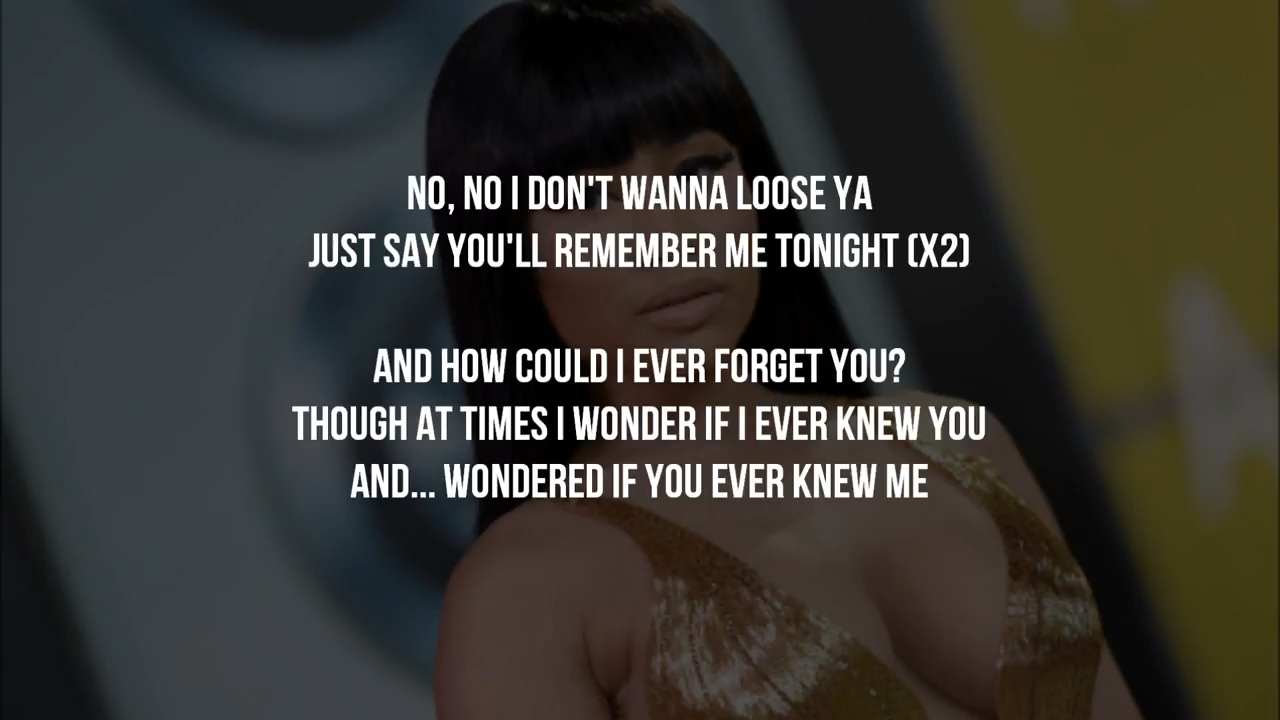 NO, NO I DON'T WANNA LOOSE YA
JUST SAY YOU'LL REMEMBER ME TONIGHT (X2)
AND HOW COULD I EVER FORGET YOU?
THOUGH AT TIMES I WONDER IF I EVER KNEW YOU
AND... WONDERED IF YOU EVER KNEW ME